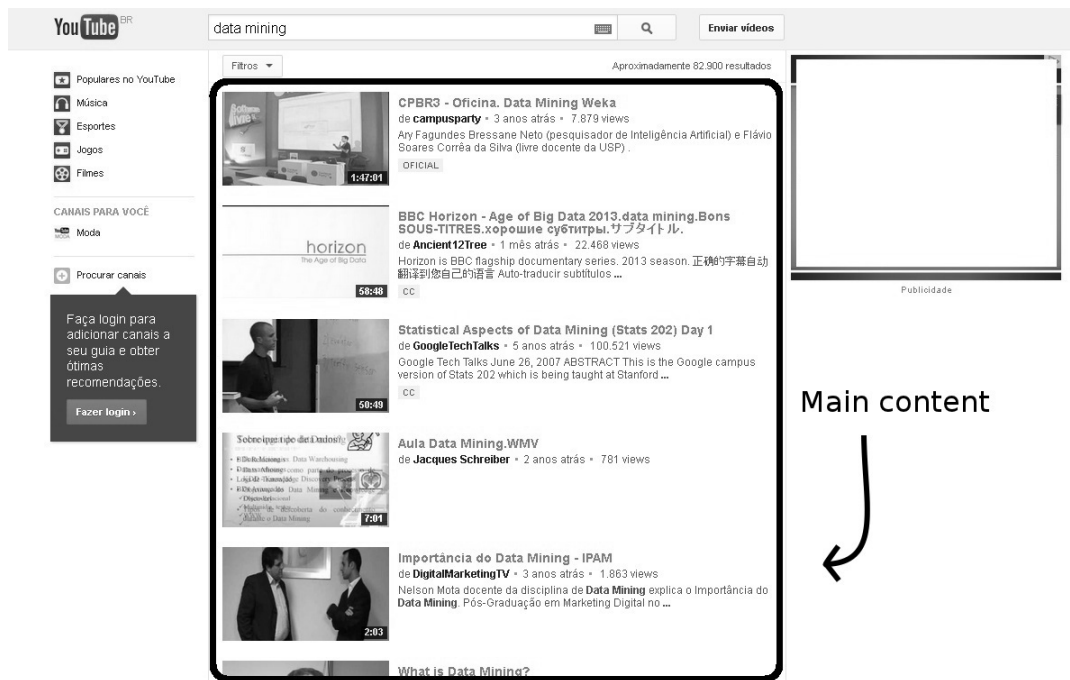 YouTube BR
data mining
Enviar vídeos
Filtros
Aproximadamente 82.900 resultados
Populares no YouTube
Música
Esportes
Jogos
Filmes
CANAIS PARA VOCÊ
Moda
Procurar canais
Faça login para
adicionar canais a
seu guia e obter
ótimas
recomendações.
Fazer login ›
1:47:01
CPBR3 - Oficina. Data Mining Weka
de campusparty • 3 anos atrás • 7.879 views
Ary Fagundes Bressane Neto (pesquisador de Inteligência Artificial) e Flávio
Soares Corrêa da Silva (livre docente da USP) .
OFICIAL
horizon
The Age of Big Data
58:48
BBC Horizon - Age of Big Data 2013.data mining.Bons
SOUS-TITRES.хорошие субтитры.サブタイトル.
de Ancient12Tree • 1 mês atrás • 22.468 views
Horizon is BBC flagship documentary series. 2013 season. 正确的字幕自动
翻译到您自己的语言 Auto-traducir subtítulos ...
CC
50:49
Statistical Aspects of Data Mining (Stats 202) Day 1
de GoogleTechTalks • 5 anos atrás • 100.521 views
Google Tech Talks June 26, 2007 ABSTRACT This is the Google campus
version of Stats 202 which is being taught at Stanford ...
CC
7:01
Aula Data Mining.WMV
de Jacques Schreiber • 2 anos atrás • 781 views
2:03
Importância do Data Mining - IPAM
de DigitalMarketingTV • 3 anos atrás • 1.863 views
Nelson Mota docente da disciplina de Data Mining explica o Importância do
Data Mining. Pós-Graduação em Marketing Digital no ...
What is Data Mining?
Publicidade
Main content